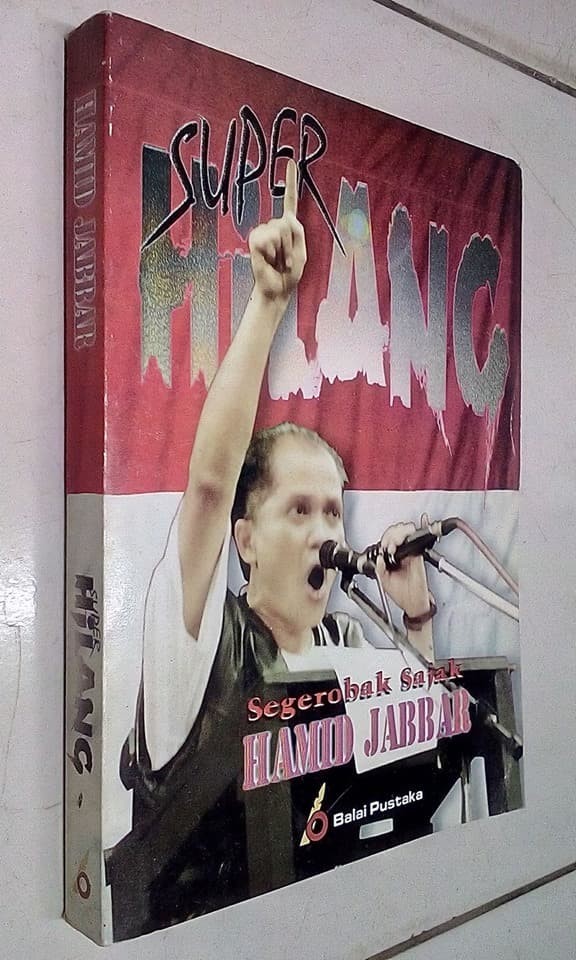 HAMID JABBAR
SUPER
HiLANG
SUPER
HiLANG
Segerobak Sajak
HAMID JABBAR
Balai Pustaka